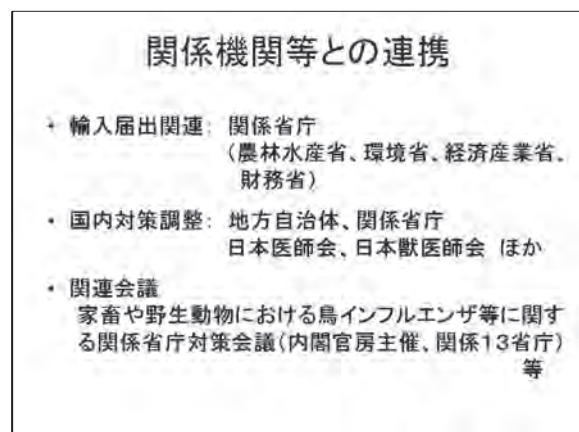 関係機関等との連携
・ 輸入届出関連： 関係省庁
（農林水産省、環境省、経済産業省、
財務省）
・ 国内対策調整： 地方自治体、関係省庁
日本医師会、日本獣医師会 ほか
・ 関連会議
家畜や野生動物における鳥インフルエンザ等に関す
る関係省庁対策会議（内閣官房主催、関係１３省庁）
等